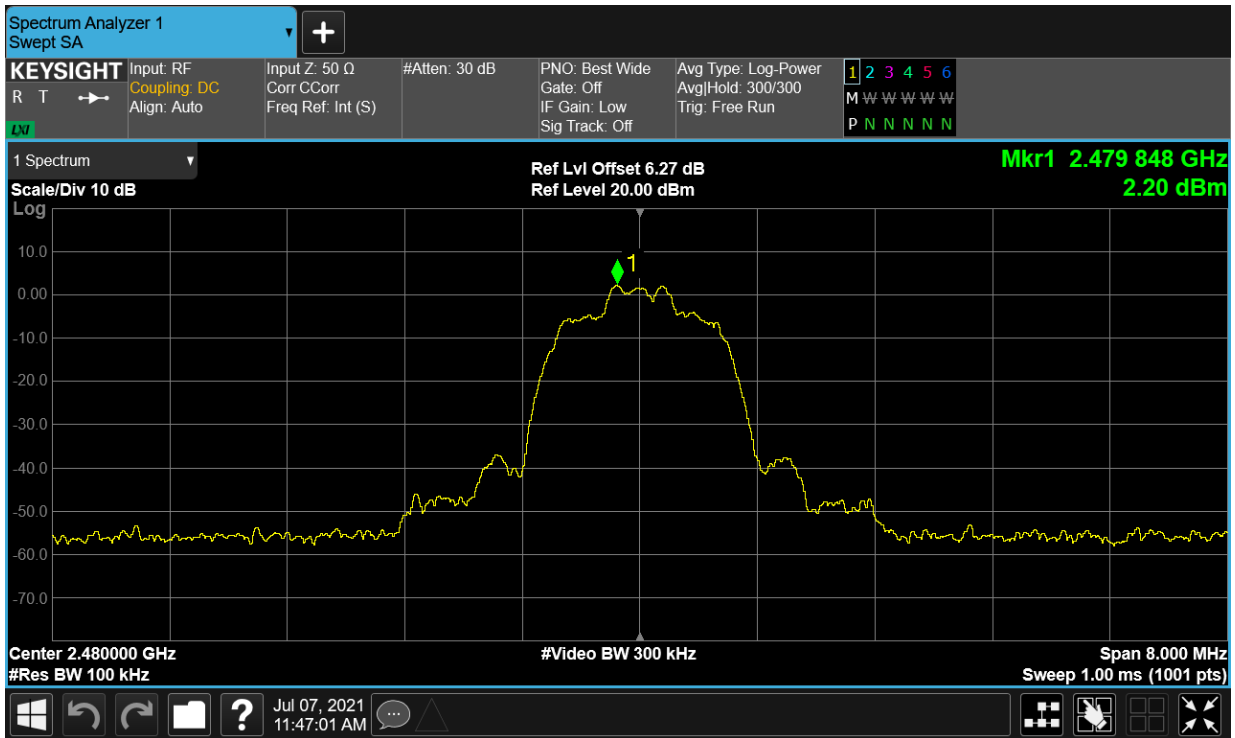 Spectrum Analyzer 1
Swept SA
▼
+
KEYSIGHT
R T
LXI
Input: RF
Coupling: DC
Align: Auto
Input Z: 50 Ω
Corr CCorr
Freq Ref: Int (S)
#Atten: 30 dB
PNO: Best Wide
Gate: Off
IF Gain: Low
Sig Track: Off
Avg Type: Log-Power
Avg|Hold: 300/300
Trig: Free Run
1 2 3 4 5 6
M W W W W W
P N N N N N
1 Spectrum ▼
Scale/Div 10 dB
Log
Ref Lvl Offset 6.27 dB
Ref Level 20.00 dBm
Mkr1 2.479 848 GHz
2.20 dBm
10.0
0.00
-10.0
-20.0
-30.0
-40.0
-50.0
-60.0
-70.0
1
Center 2.480000 GHz
#Res BW 100 kHz
#Video BW 300 kHz
Span 8.000 MHz
Sweep 1.00 ms (1001 pts)
?
Jul 07, 2021
11:47:01 AM